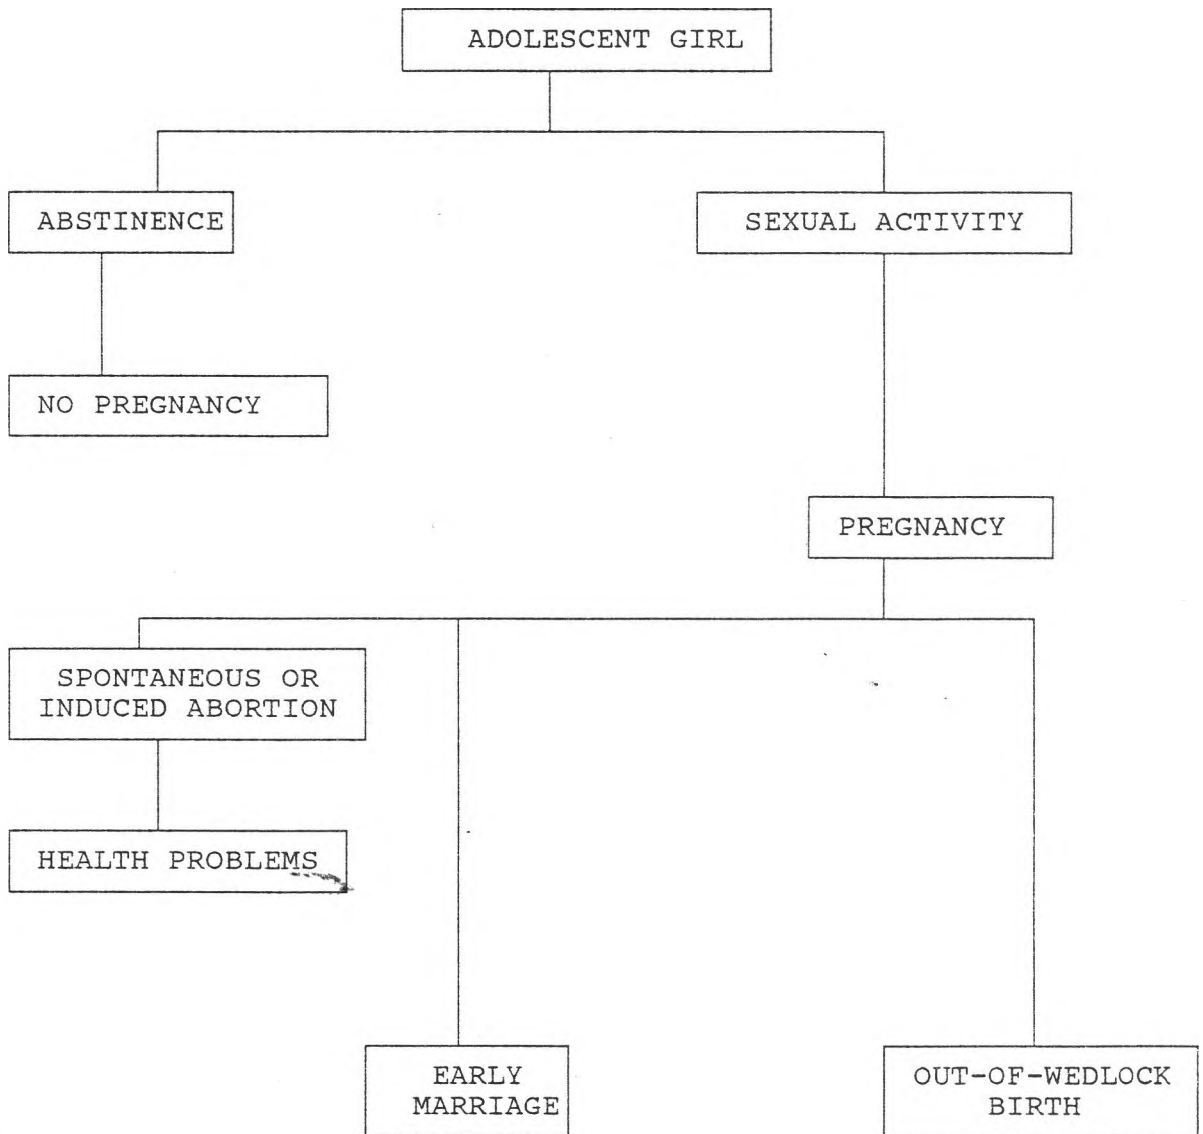 ADOLESCENT GIRL
ABSTINENCE
SEXUAL ACTIVITY
NO PREGNANCY
PREGNANCY
SPONTANEOUS OR
INDUCED ABORTION
HEALTH PROBLEMS
EARLY
MARRIAGE
OUT-OF-WEDLOCK
BIRTH